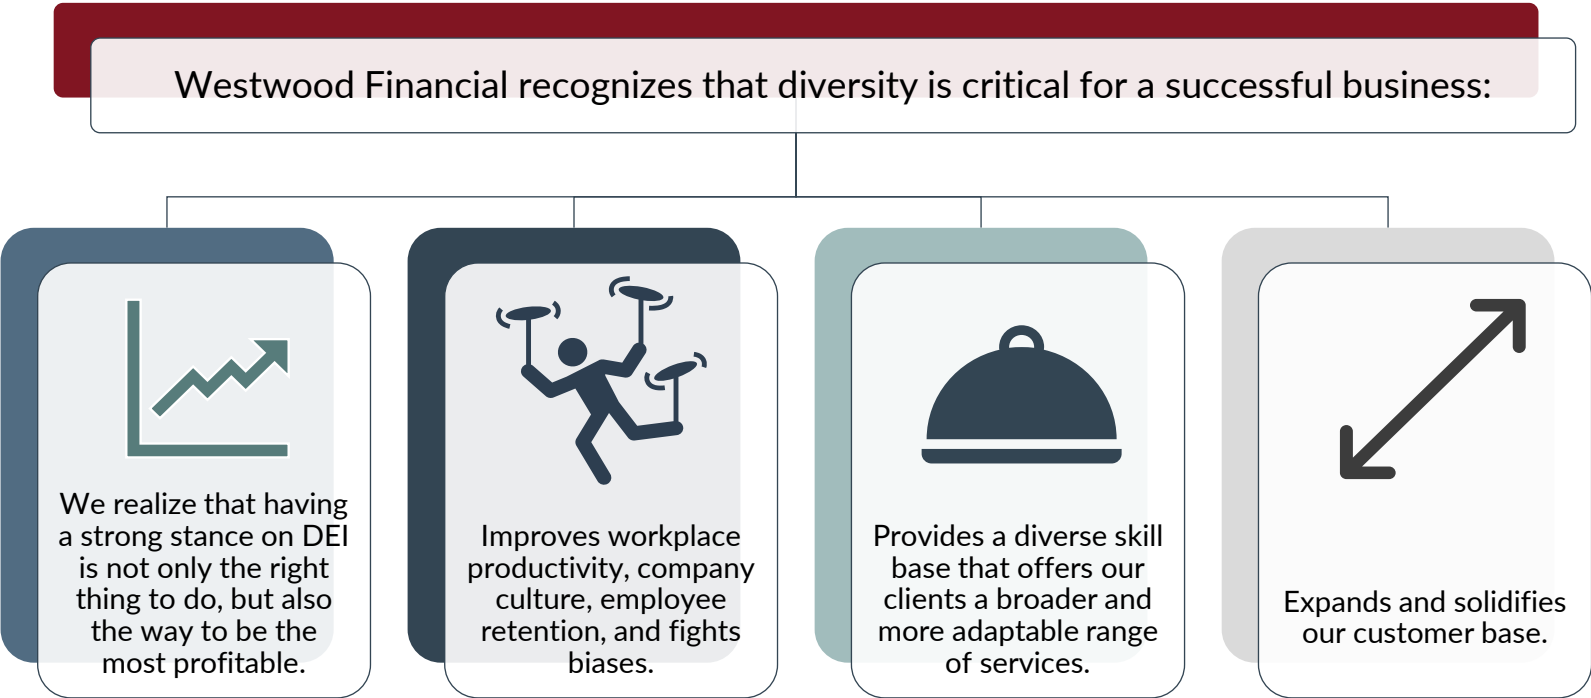 Westwood Financial recognizes that diversity is critical for a successful business:
We realize that having
a strong stance on DEI
is not only the right
thing to do, but also
the way to be the
most profitable.
Improves workplace
productivity, company
culture, employee
retention, and fights
biases.
Provides a diverse skill
base that offers our
clients a broader and
more adaptable range
of services.
Expands and solidifies
our customer base.